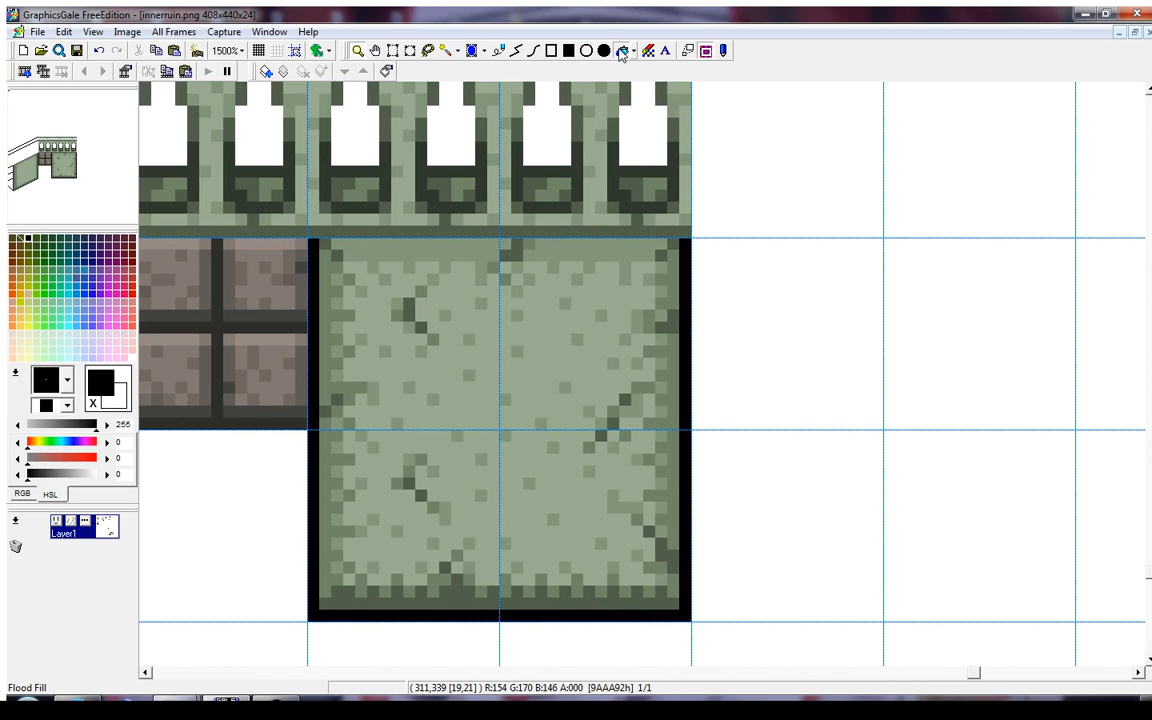 GraphicsGale FreeEdition - [innerruin.png 408x440x24]
File Edit View Image All Frames Capture Window Help
1500%
A
X
255
0
0
0
RGB HSL
Layer1
Flood Fill
( 311,339 [19,21] ) R:154 G:170 B:146 A:000 [9AAA92h] 1/1